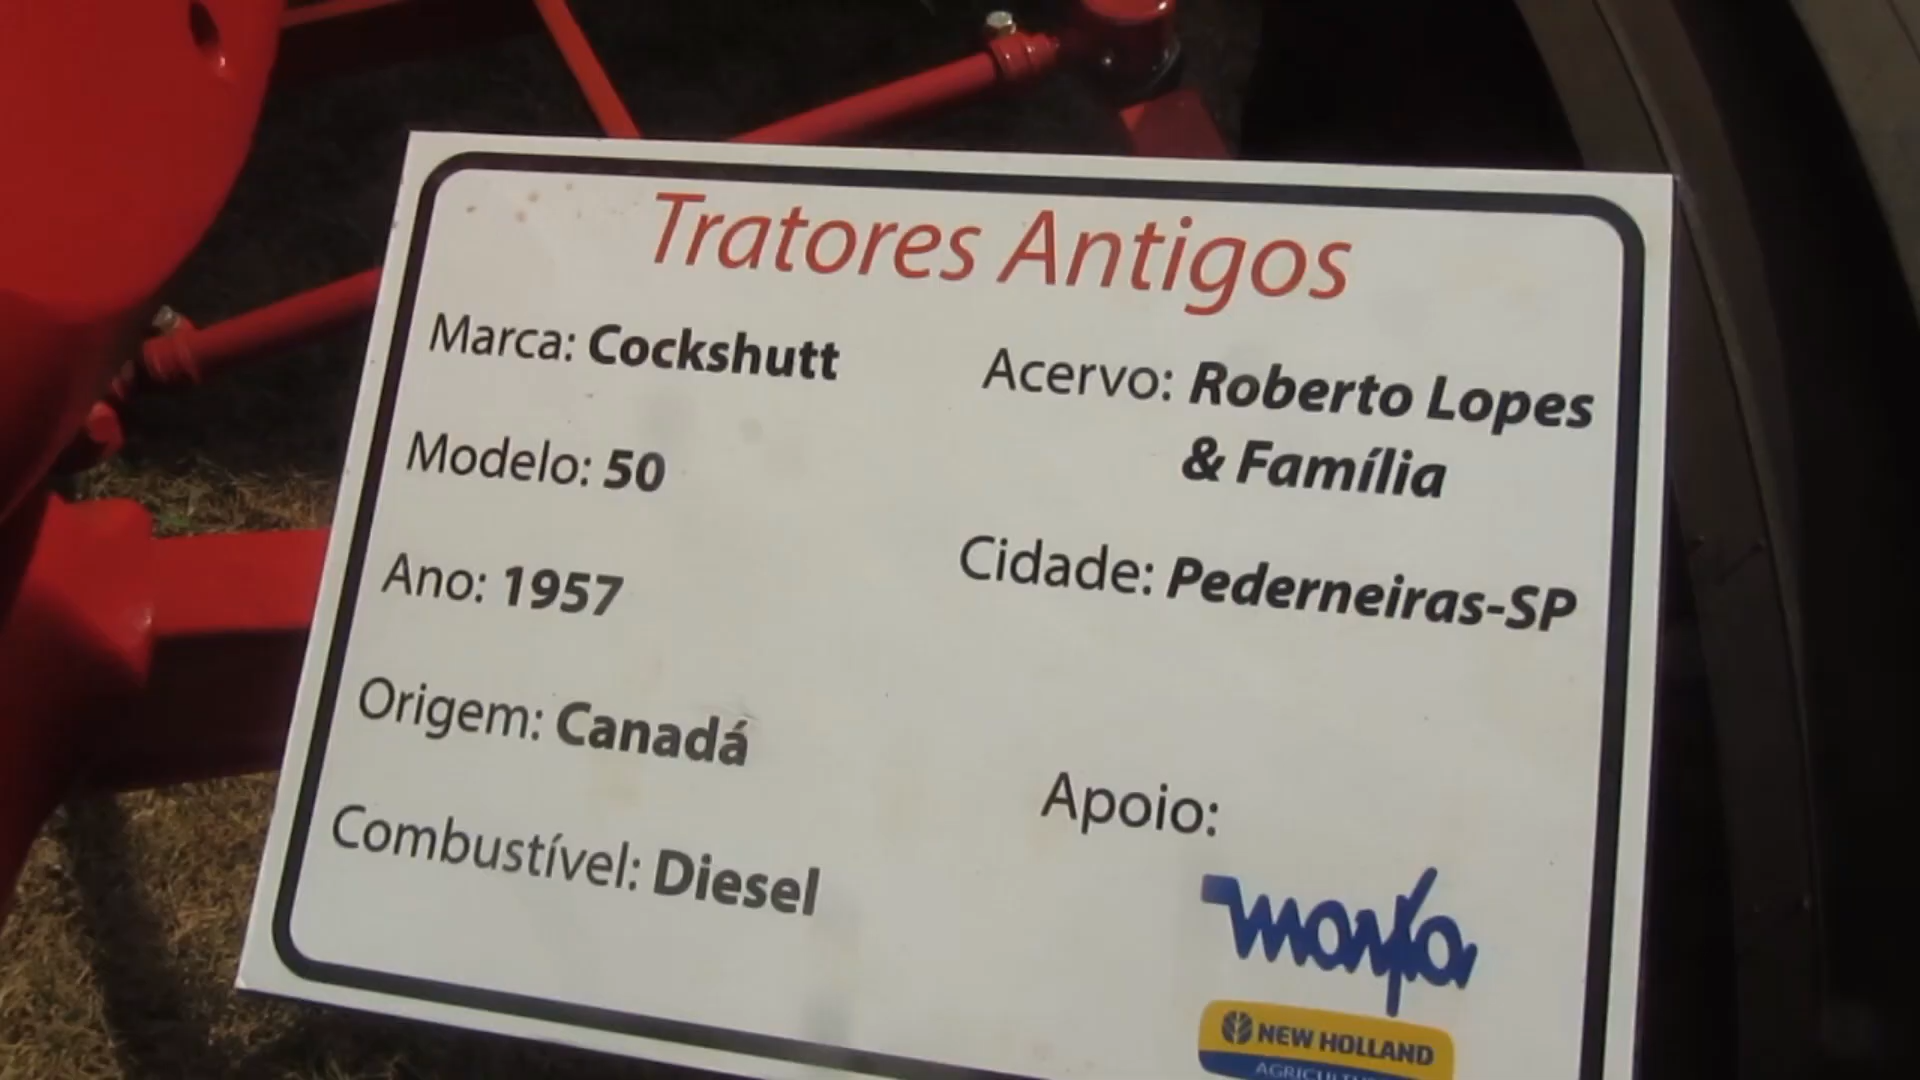 Tratores Antigos
Marca: Cockshutt
Modelo: 50
Ano: 1957
Origem: Canadá
Combustível: Diesel
Acervo: Roberto Lopes
& Família
Cidade: Pederneiras-SP
Apoio:
NEW HOLLAND